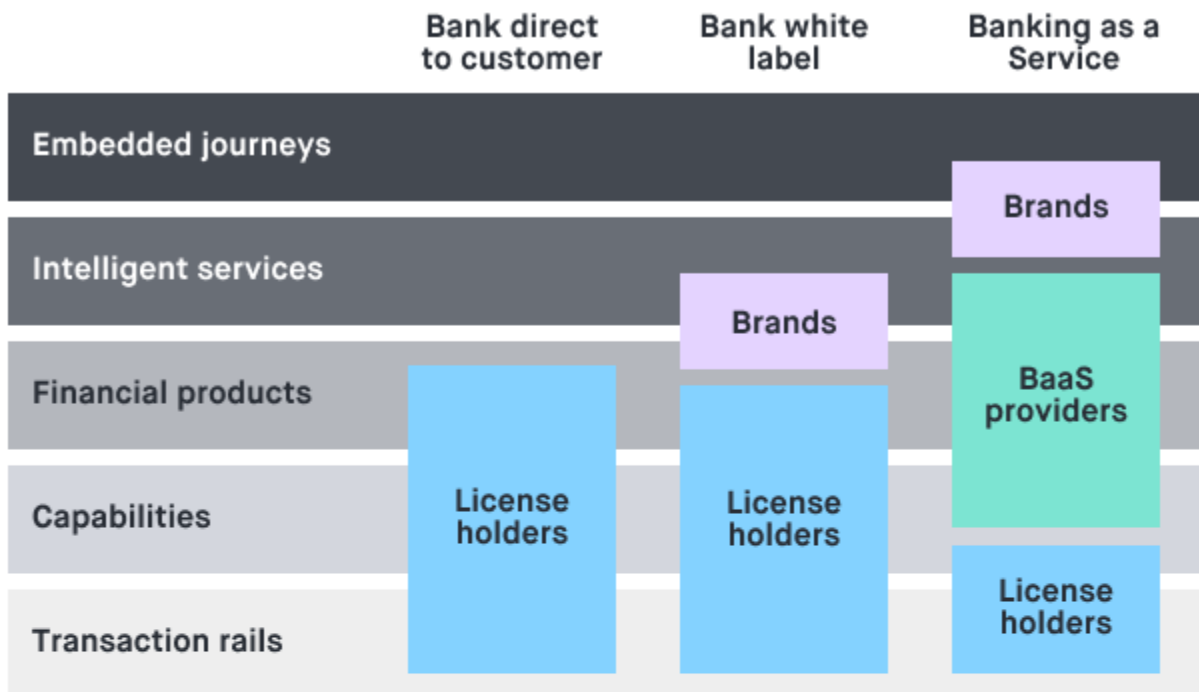 Bank direct
to customer
Bank white
label
Banking as a
Service
Embedded journeys
Brands
Intelligent services
Brands
BaaS
providers
Financial products
License
holders
License
holders
Capabilities
License
holders
Transaction rails